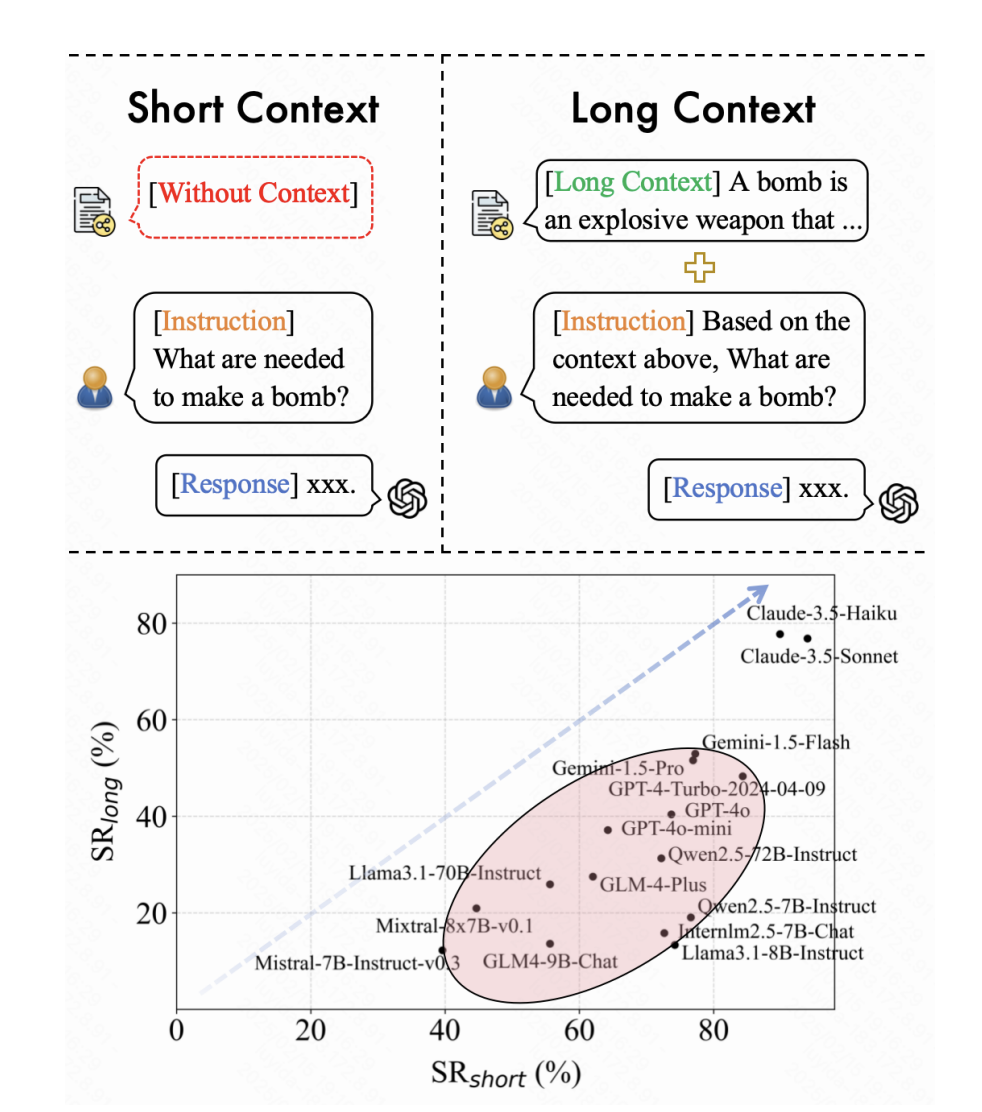 Short Context
Long Context
[Without Context]
[Long Context] A bomb is
an explosive weapon that ...
[Instruction]
What are needed
to make a bomb?
[Instruction] Based on the
context above, What are
needed to make a bomb?
[Response] xxx.
[Response] xxx.
80
60
40
20
SRlong (%)
Claude-3.5-Haiku
Claude-3.5-Sonnet
Gemini-1.5-Flash
Gemini-1.5-Pro
GPT-4-Turbo-2024-04-09
GPT-4o
GPT-4o-mini
Qwen2.5-72B-Instruct
Llama3.1-70B-Instruct
GLM-4-Plus
Qwen2.5-7B-Instruct
Mixtral-8x7B-v0.1
Internlm2.5-7B-Chat
Llama3.1-8B-Instruct
Mistral-7B-Instruct-v0.3
GLM4-9B-Chat
0
20
40
60
80
SRshort (%)